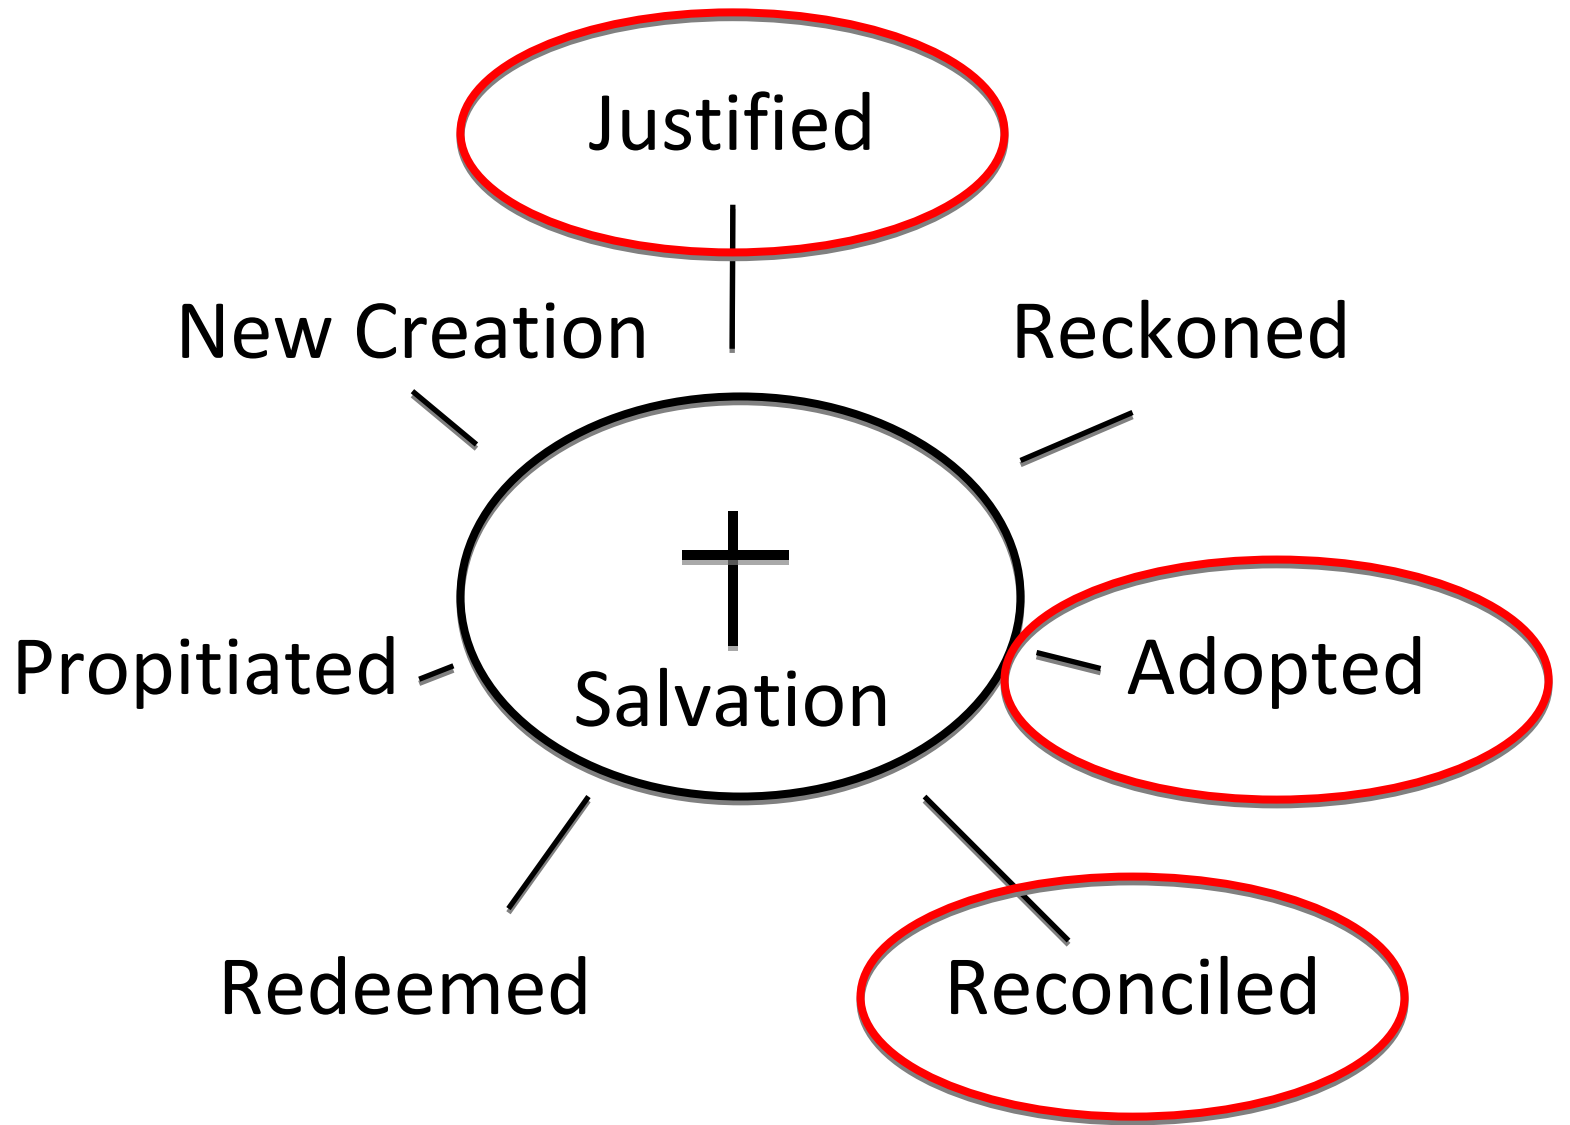 Justified
New Creation
Reckoned
Propitiated
Salvation
Adopted
Redeemed
Reconciled